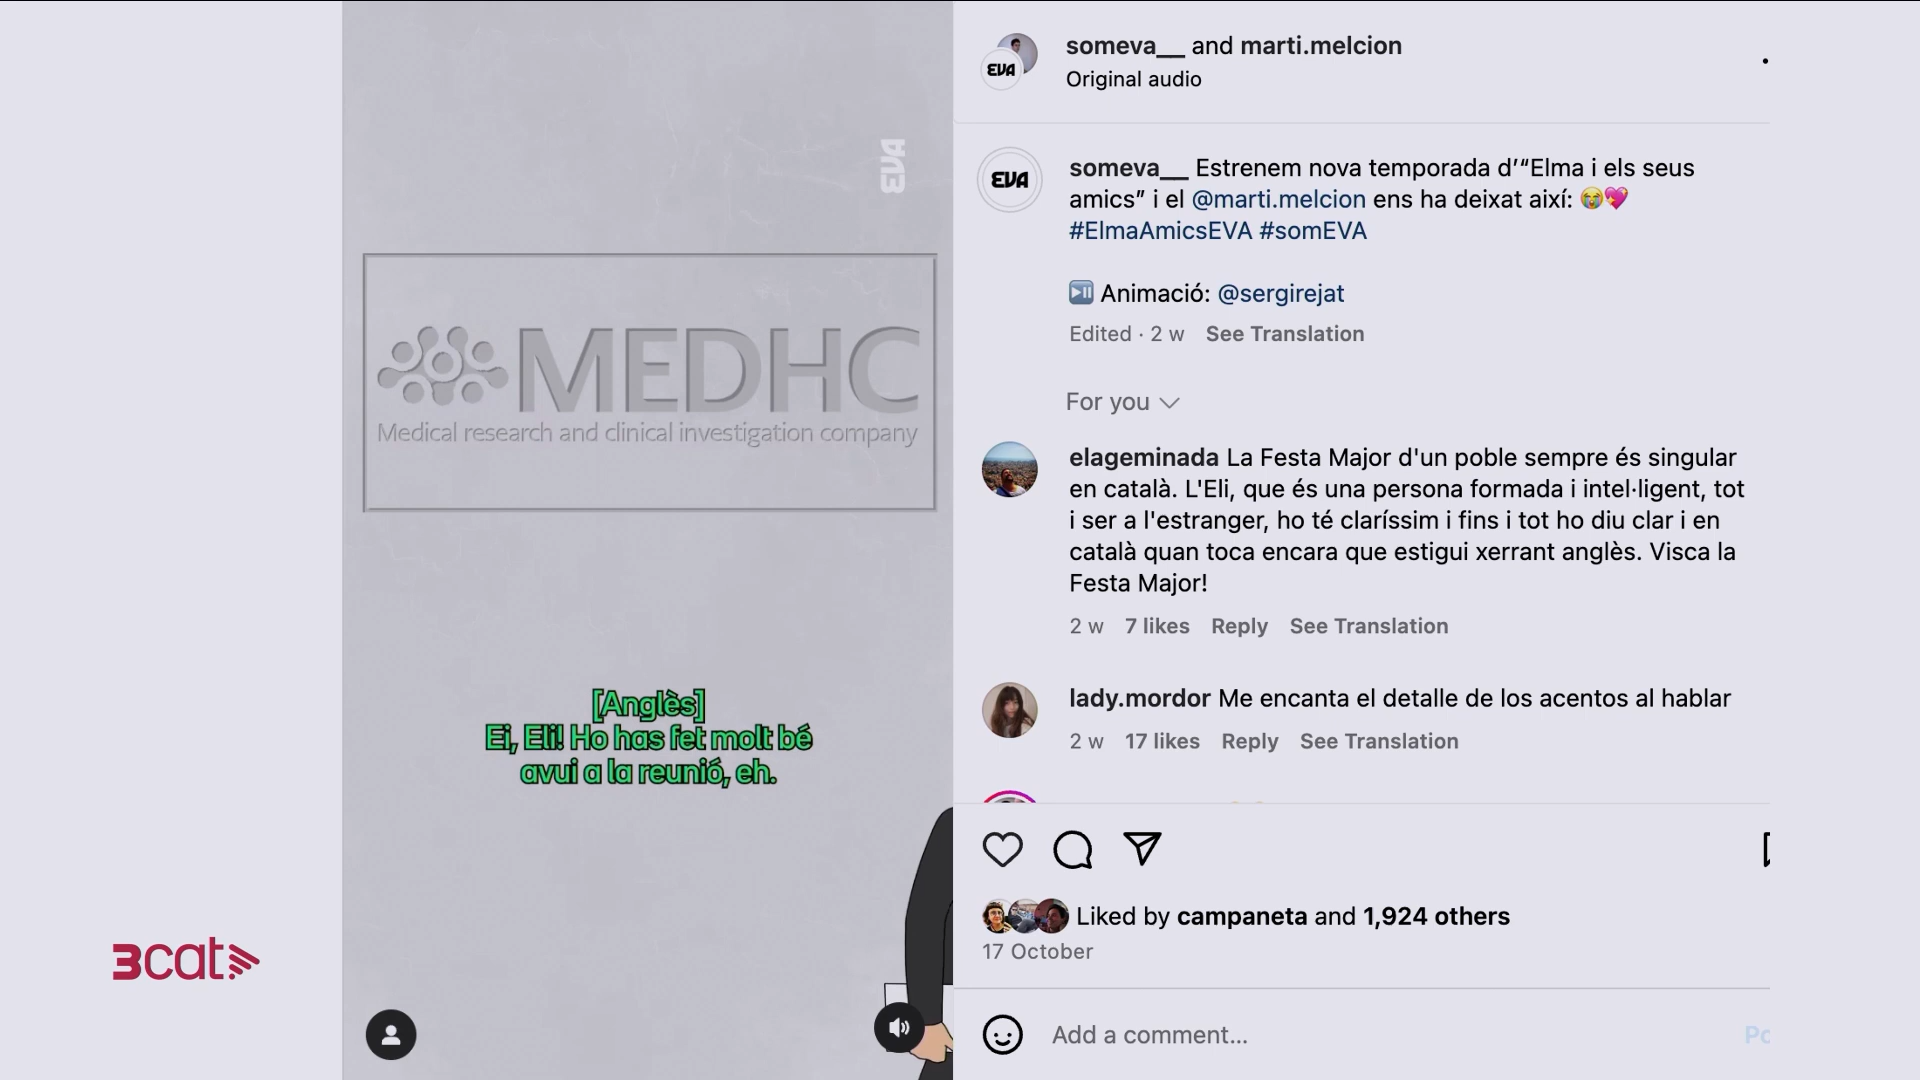 EVA
MEDHC
Medical research and clinical investigation company
[Anglès]
Ei, Eli! Ho has fet molt bé
avui a la reunió, eh.
3cat
EVA
someva__ and marti.melcion
Original audio
EVA
someva__ Estrenem nova temporada d’“Elma i els seus
amics” i el @marti.melcion ens ha deixat així: 😭💖
#ElmaAmicsEVA #somEVA
⏯️ Animació: @sergirejat
Edited · 2 w See Translation
For you
elageminada La Festa Major d'un poble sempre és singular
en català. L'Eli, que és una persona formada i intel·ligent, tot
i ser a l'estranger, ho té claríssim i fins i tot ho diu clar i en
català quan toca encara que estigui xerrant anglès. Visca la
Festa Major!
2 w 7 likes Reply See Translation
lady.mordor Me encanta el detalle de los acentos al hablar
2 w 17 likes Reply See Translation
Liked by campaneta and 1,924 others
17 October
Add a comment...